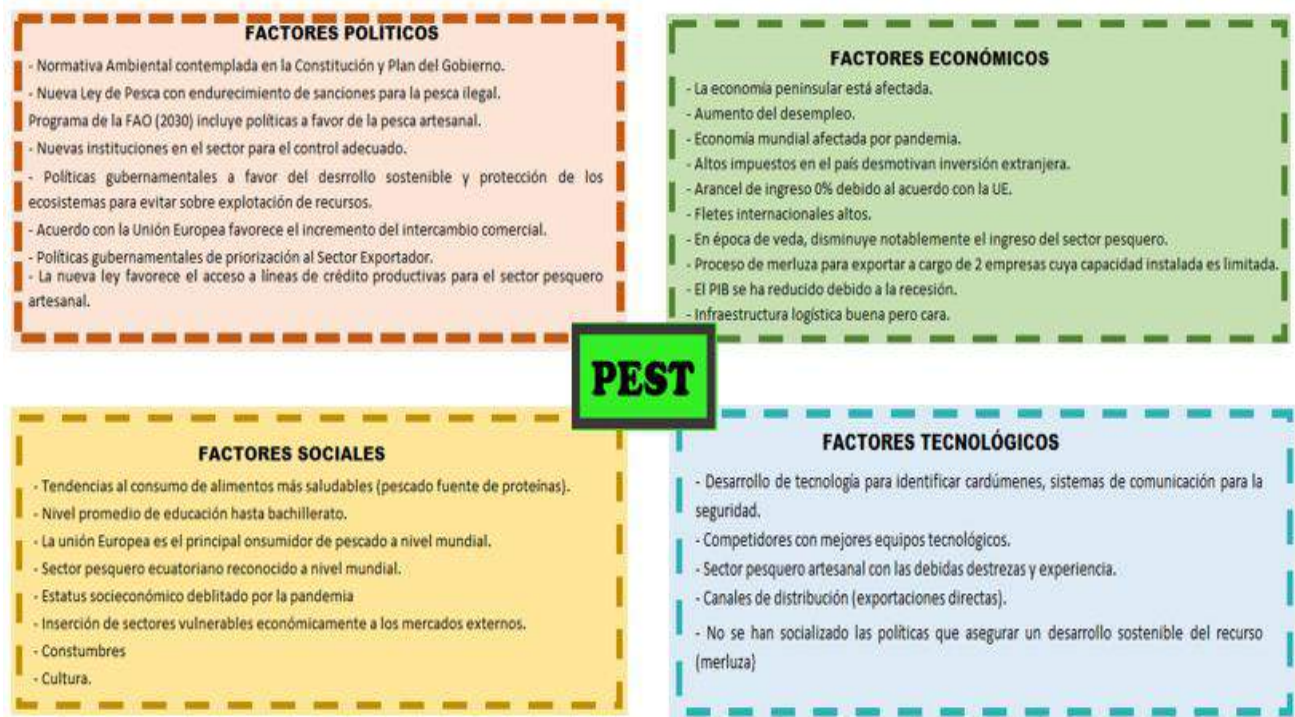 FACTORES POLÍTICOS
- Normativa Ambiental contemplada en la Constitución y Plan del Gobierno.
- Nueva Ley de Pesca con endurecimiento de sanciones para la pesca ilegal.
Programa de la FAO (2030) incluye políticas a favor de la pesca artesanal.
- Nuevas instituciones en el sector para el control adecuado.
- Políticas gubernamentales a favor del desrrollo sostenible y protección de los
ecosistemas para evitar sobre explotación de recursos.
- Acuerdo con la Unión Europea favorece el incremento del intercambio comercial.
- Políticas gubernamentales de priorización al Sector Exportador.
- La nueva ley favorece el acceso a líneas de crédito productivas para el sector pesquero
artesanal.
FACTORES ECONÓMICOS
- La economía peninsular está afectada.
- Aumento del desempleo.
- Economía mundial afectada por pandemia.
- Altos impuestos en el país desmotivan inversión extranjera.
- Arancel de ingreso 0% debido al acuerdo con la UE.
- Fletes internacionales altos.
- En época de veda, disminuye notablemente el ingreso del sector pesquero.
- Proceso de merluza para exportar a cargo de 2 empresas cuya capacidad instalada es limitada.
- El PIB se ha reducido debido a la recesión.
- Infraestructura logística buena pero cara.
PEST
FACTORES SOCIALES
- Tendencias al consumo de alimentos más saludables (pescado fuente de proteínas).
- Nivel promedio de educación hasta bachillerato.
- La unión Europea es el principal onsumidor de pescado a nivel mundial.
- Sector pesquero ecuatoriano reconocido a nivel mundial.
- Estatus socieconómico deblitado por la pandemia
- Inserción de sectores vulnerables económicamente a los mercados externos.
- Constumbres
- Cultura.
FACTORES TECNOLÓGICOS
- Desarrollo de tecnología para identificar cardúmenes, sistemas de comunicación para la
seguridad.
- Competidores con mejores equipos tecnológicos.
- Sector pesquero artesanal con las debidas destrezas y experiencia.
- Canales de distribución (exportaciones directas).
- No se han socializado las políticas que asegurar un desarrollo sostenible del recurso
(merluza)